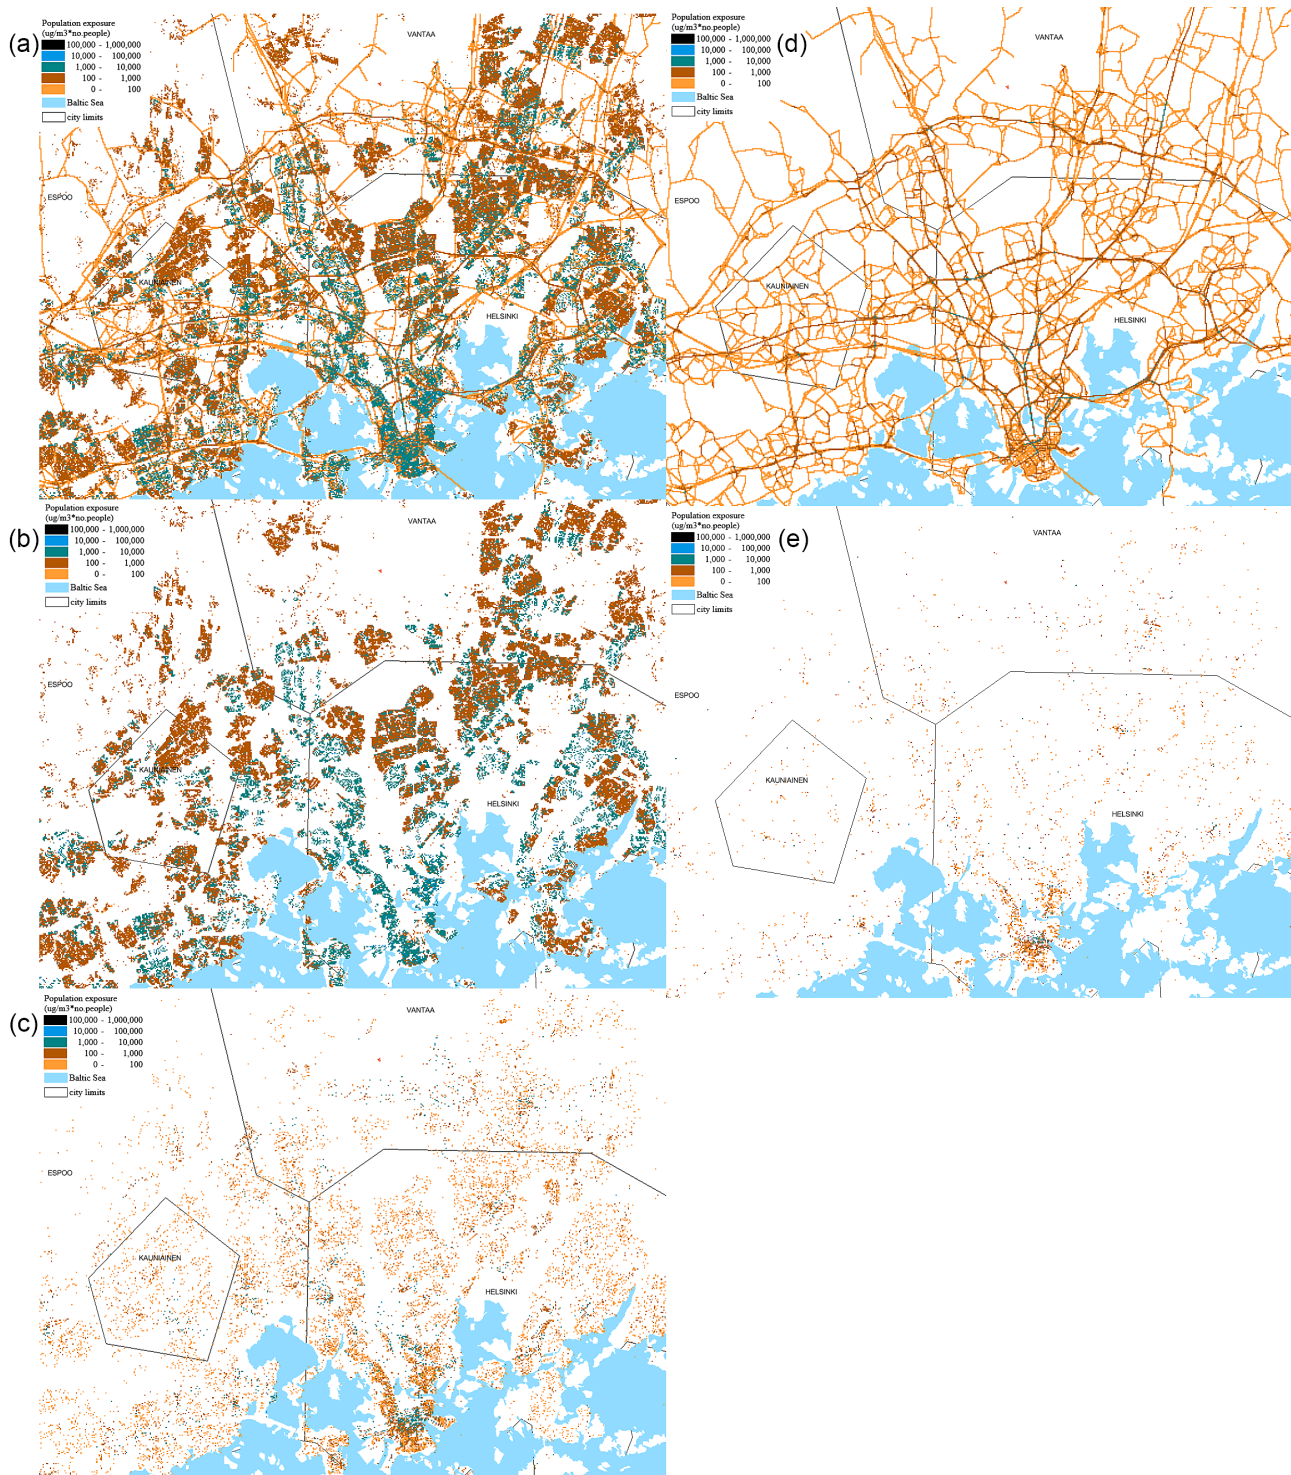 (a)
Population exposure
(ug/m3*no.people)
100,000 - 1,000,000
10,000 - 100,000
1,000 - 10,000
100 - 1,000
0 - 100
Baltic Sea
city limits
VANTAA
ESPOO
KAUNIAINEN
HELSINKI
(d)
Population exposure
(ug/m3*no.people)
100,000 - 1,000,000
10,000 - 100,000
1,000 - 10,000
100 - 1,000
0 - 100
Baltic Sea
city limits
VANTAA
ESPOO
KAUNIAINEN
HELSINKI
(b)
Population exposure
(ug/m3*no.people)
100,000 - 1,000,000
10,000 - 100,000
1,000 - 10,000
100 - 1,000
0 - 100
Baltic Sea
city limits
VANTAA
ESPOO
KAUNIAINEN
HELSINKI
(e)
Population exposure
(ug/m3*no.people)
100,000 - 1,000,000
10,000 - 100,000
1,000 - 10,000
100 - 1,000
0 - 100
Baltic Sea
city limits
VANTAA
ESPOO
KAUNIAINEN
HELSINKI
(c)
Population exposure
(ug/m3*no.people)
100,000 - 1,000,000
10,000 - 100,000
1,000 - 10,000
100 - 1,000
0 - 100
Baltic Sea
city limits
VANTAA
ESPOO
KAUNIAINEN
HELSINKI